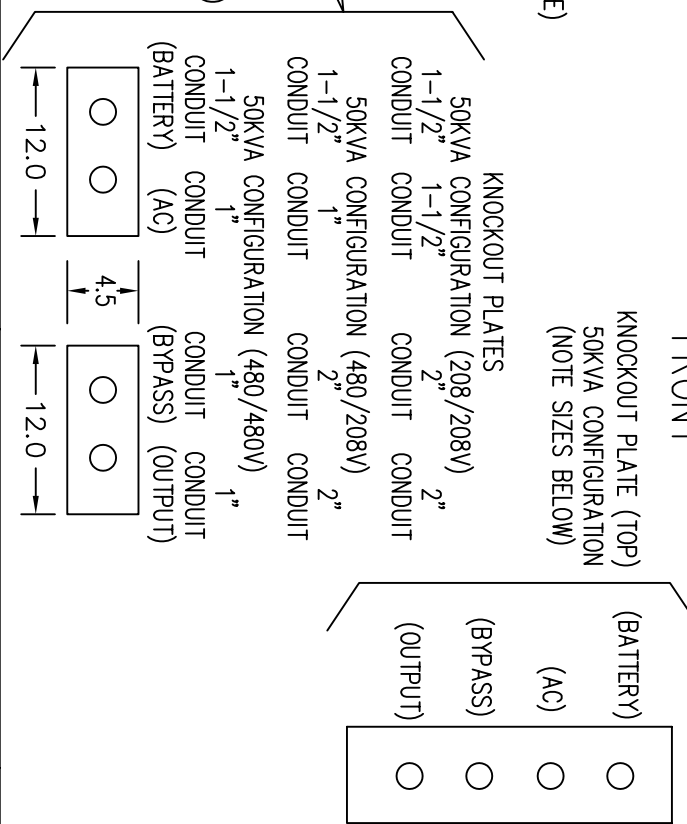 FRONT
KNOCKOUT PLATE (TOP)
50KVA CONFIGURATION
(NOTE SIZES BELOW)
(BATTERY)
(AC)
(BYPASS)
(OUTPUT)
E)
KNOCKOUT PLATES
50KVA CONFIGURATION (208/208V)
1-1/2" 1-1/2" 2" 2"
CONDUIT CONDUIT CONDUIT CONDUIT
50KVA CONFIGURATION (480/208V)
1-1/2" 1" 2" 2"
CONDUIT CONDUIT CONDUIT CONDUIT
50KVA CONFIGURATION (480/480V)
1-1/2" 1" 1" 1"
CONDUIT CONDUIT CONDUIT CONDUIT
(BATTERY) (AC) (BYPASS) (OUTPUT)
4.5
12.0 12.0